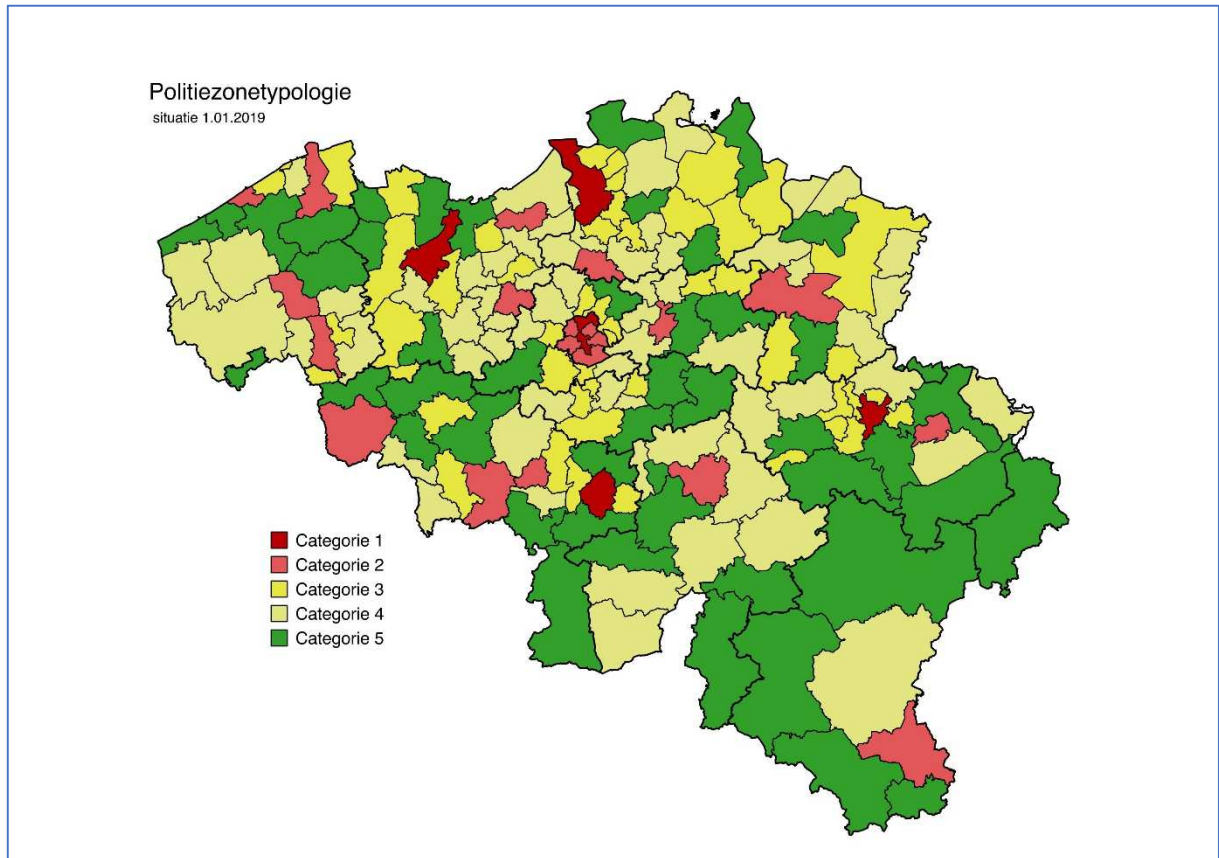 Politiezonetypologie
situatie 1.01.2019
Categorie 1
Categorie 2
Categorie 3
Categorie 4
Categorie 5